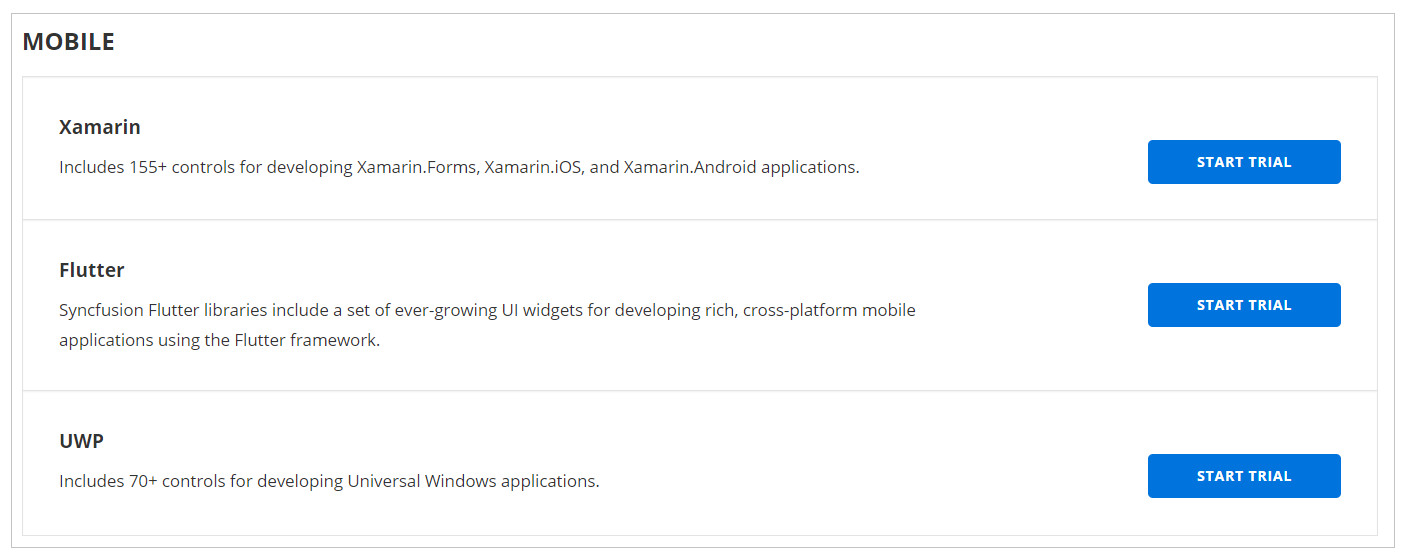 MOBILE
Xamarin
Includes 155+ controls for developing Xamarin.Forms, Xamarin.iOS, and Xamarin.Android applications.
START TRIAL
Flutter
Syncfusion Flutter libraries include a set of ever-growing UI widgets for developing rich, cross-platform mobile
applications using the Flutter framework.
START TRIAL
UWP
Includes 70+ controls for developing Universal Windows applications.
START TRIAL